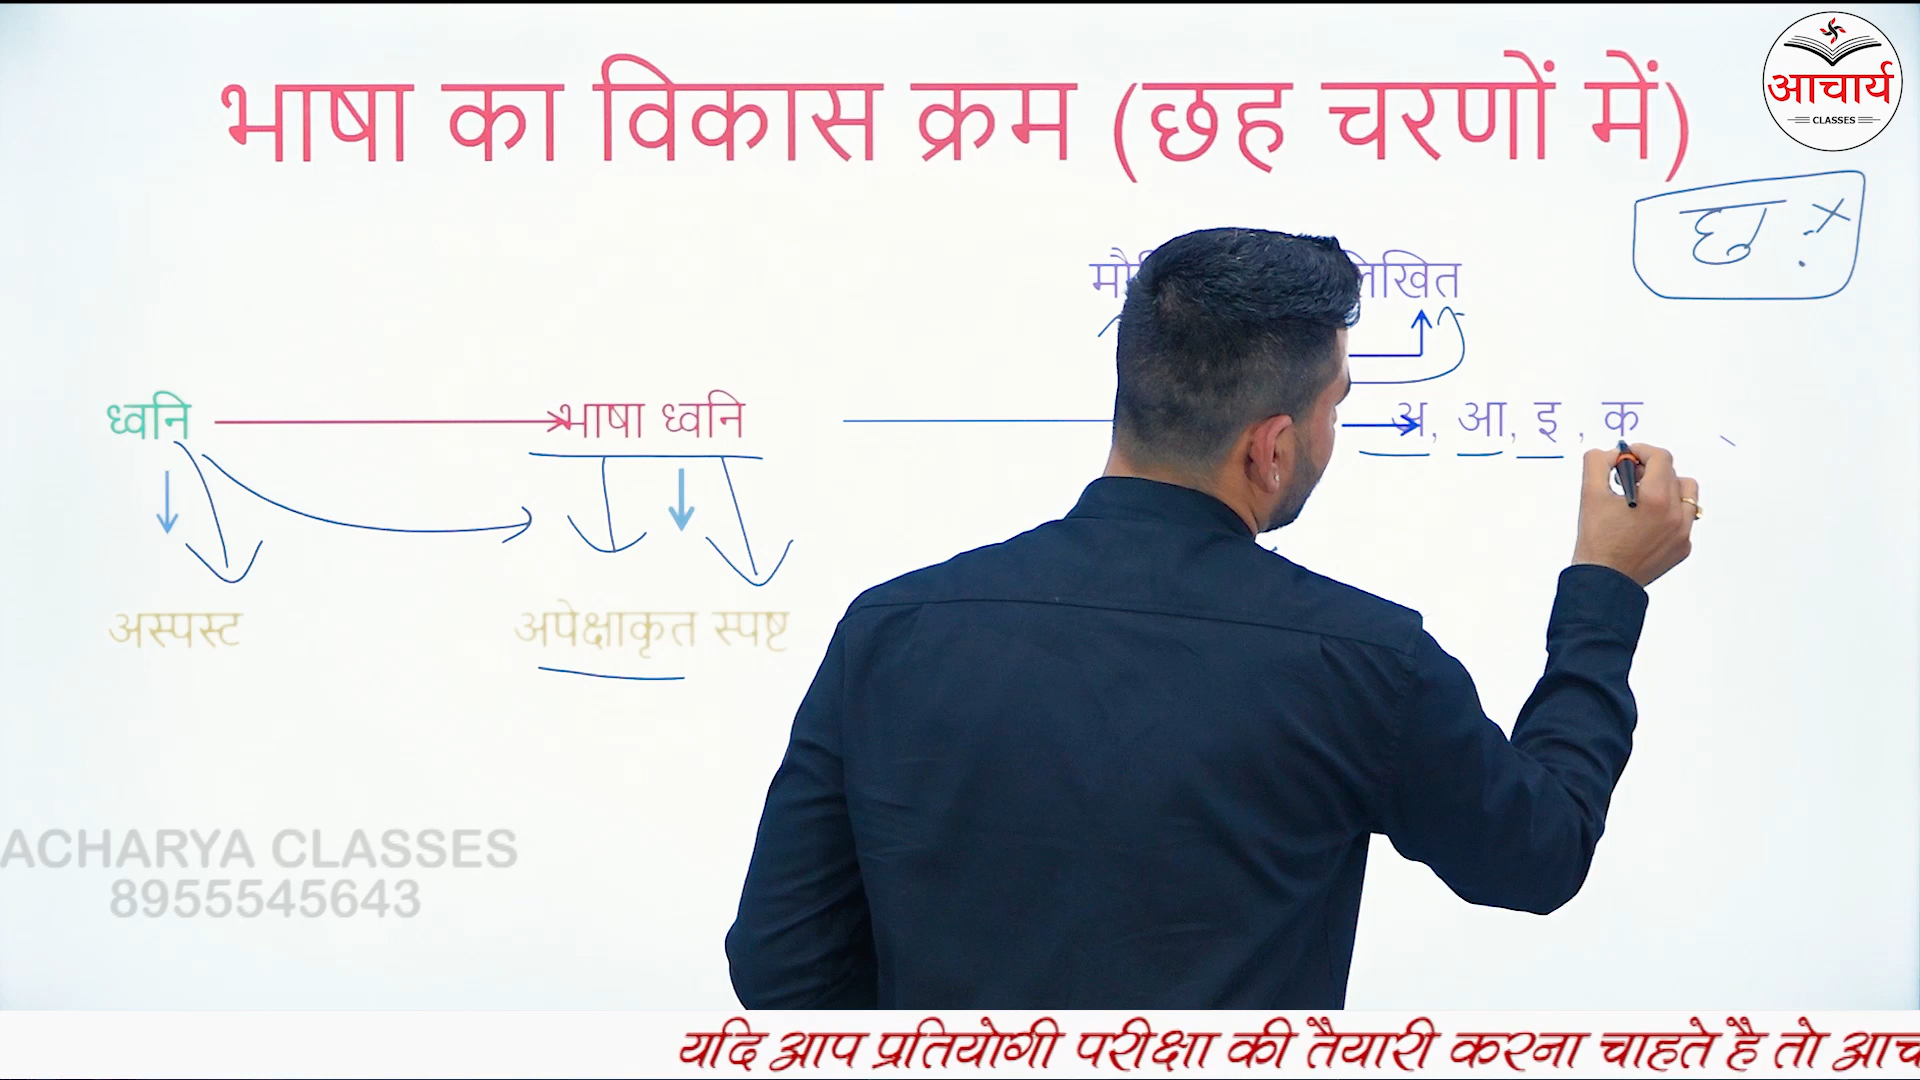 भाषा का विकास क्रम (छह चरणों में)
आचार्य
CLASSES
छ :
लिखित
ध्वनि
भाषा ध्वनि
अ, आ, इ , क
अस्पस्ट
अपेक्षाकृत स्पष्ट
ACHARYA CLASSES
8955545643
यदि आप प्रतियोगी परीक्षा की तैयारी करना चाहते है तो